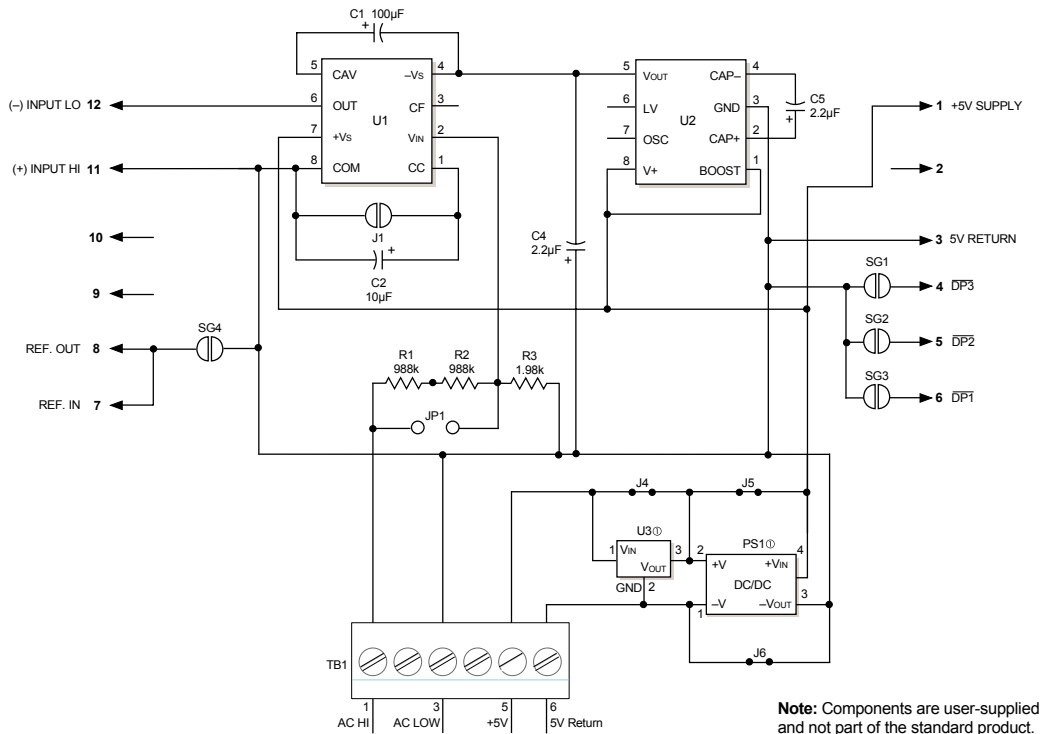 C1 100µF
+
5 CAV
–Vs 4
6 OUT
CF 3
U1
7 +Vs
VIN 2
8 COM
CC 1
5 VOUT
CAP– 4
6 LV
GND 3
U2
7 OSC
CAP+ 2
8 V+
BOOST 1
C5
2.2µF
+
(–) INPUT LO 12
(+) INPUT HI 11
10
9
REF. OUT 8
REF. IN 7
SG4
J1
+
C2
10µF
C4
2.2µF
+
1 +5V SUPPLY
2
3 5V RETURN
SG1
4 DP3
SG2
5 DP2
SG3
6 DP1
R1
988k
R2
988k
R3
1.98k
JP1
J4
J5
U3①
1 VIN
VOUT 3
GND 2
PS1①
2 +V
+VIN 4
DC/DC
1 –V
–VOUT 3
J6
TB1
1
3
5
6
AC HI
AC LOW
+5V
5V Return
Note: Components are user-supplied
and not part of the standard product.